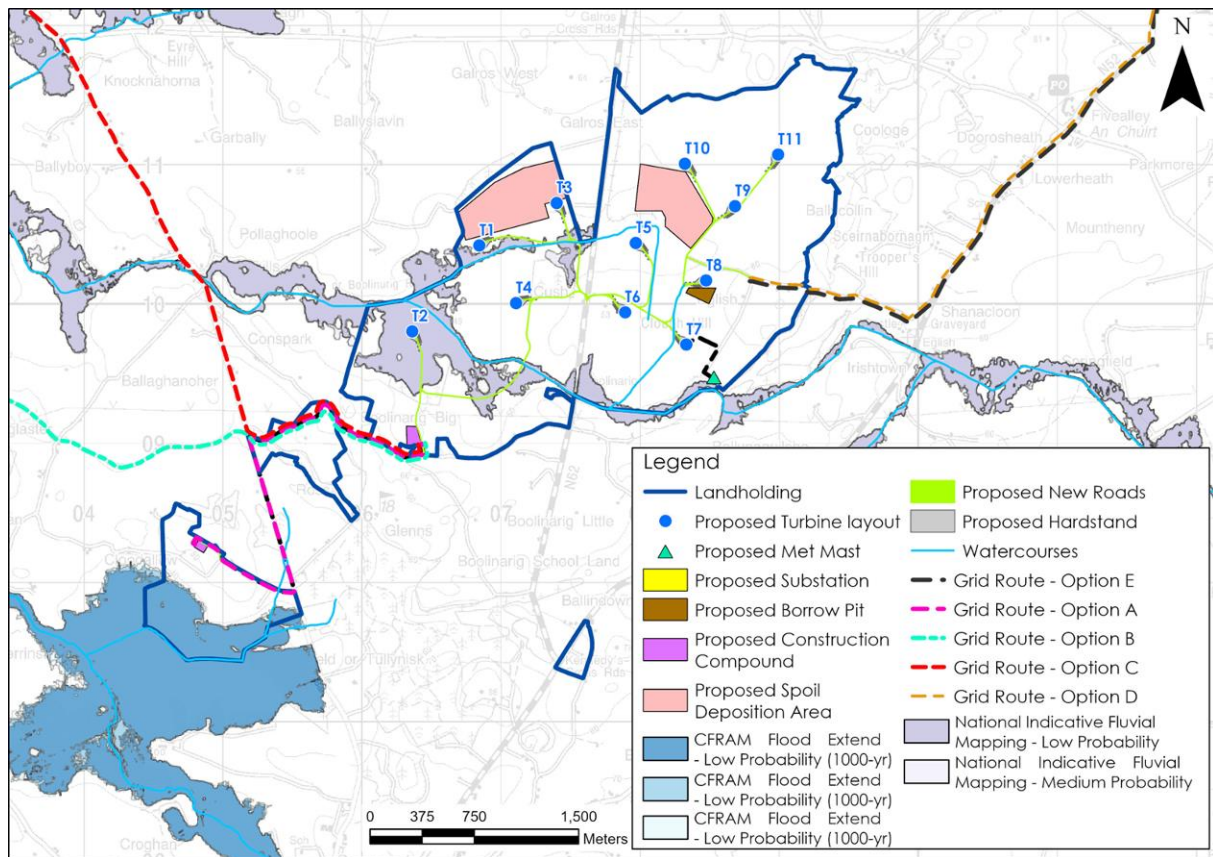 Galros
Cross Rds
N
Eyre
Hill
Knocknahorna
Galros West
N52
PO
Fivealley
An Chúirt
Ballyslavin
Garbally
Galros East
Coologe
Doorosheath
Parkmore
Lowerheath
Ballyboy
11
T10
T11
T3
T9
Pollaghoole
T1
T5
Mounthenry
Trooper's
Hill
T8
10
T4
T6
Conspark
T2
T7
Shanacloon
Graveyard
Irishtown
Ballaghanoher
Boolinarig Big
09
04
05
06
07
N62
Glenns
Boolinarig Little
Boolinarig School Land
Croghan
0 375 750 1,500
Meters
Legend
Landholding
Proposed Turbine layout
Proposed Met Mast
Proposed Substation
Proposed Borrow Pit
Proposed Construction
Compound
Proposed Spoil
Deposition Area
CFRAM Flood Extend
- Low Probability (1000-yr)
CFRAM Flood Extend
- Low Probability (1000-yr)
CFRAM Flood Extend
- Low Probability (1000-yr)
Proposed New Roads
Proposed Hardstand
Watercourses
Grid Route - Option E
Grid Route - Option A
Grid Route - Option B
Grid Route - Option C
Grid Route - Option D
National Indicative Fluvial
Mapping - Low Probability
National Indicative Fluvial
Mapping - Medium Probability